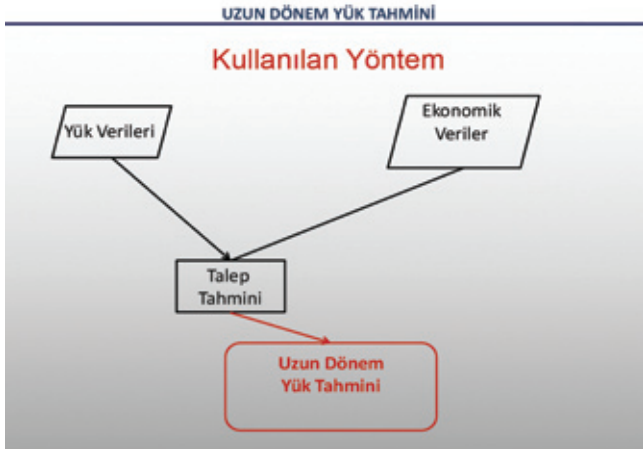 UZUN DÖNEM YÜK TAHMİNİ
Kullanılan Yöntem
Yük Verileri
Ekonomik
Veriler
Talep
Tahmini
Uzun Dönem
Yük Tahmini